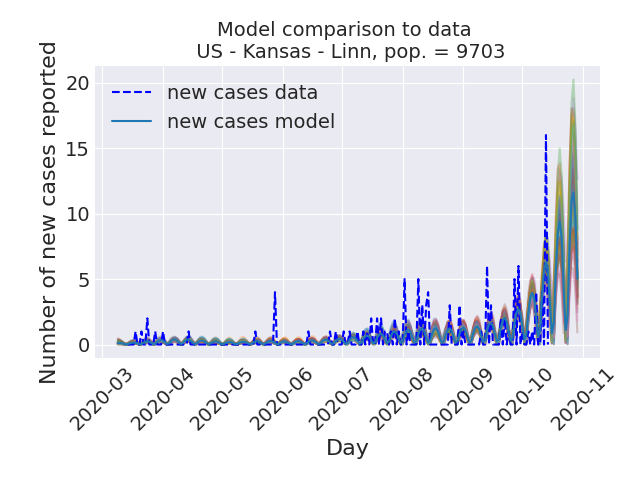 Model comparison to data
US - Kansas - Linn, pop. = 9703
Number of new cases reported
20
15
10
5
0
new cases data
new cases model
2020-03
2020-04
2020-05
2020-06
2020-07
2020-08
2020-09
2020-10
2020-11
Day